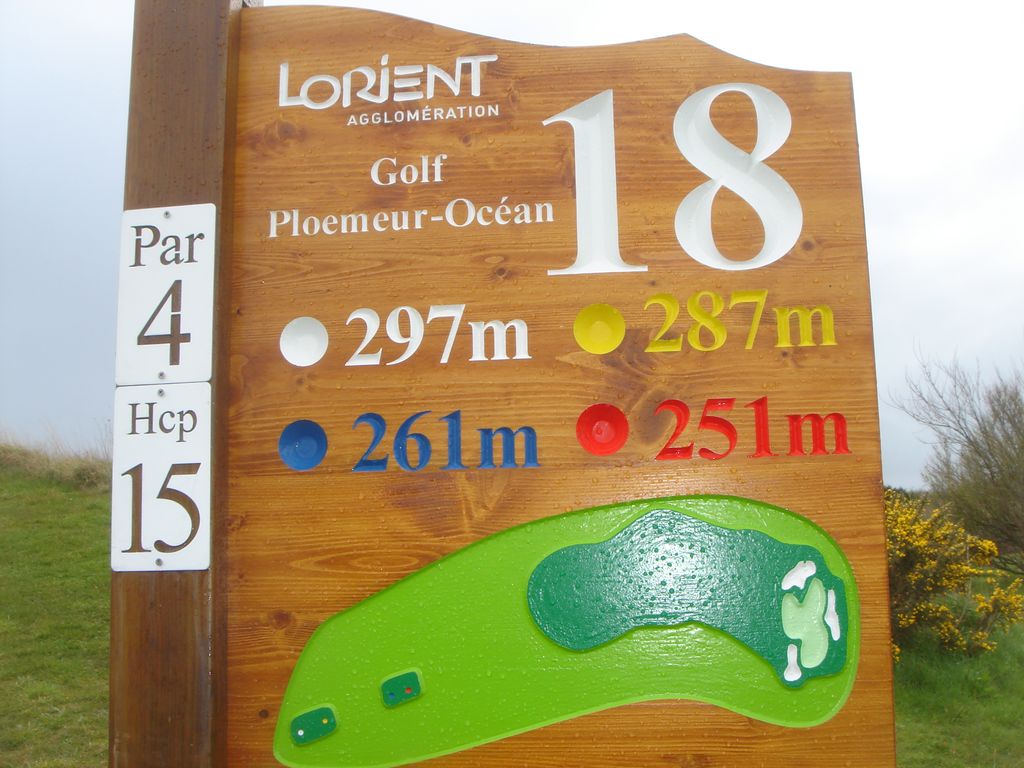 LORIENT
AGGLOMÉRATION
Golf
Ploemeur-Océan
18
Par
4
Hcp
15
297m 287m
261m 251m